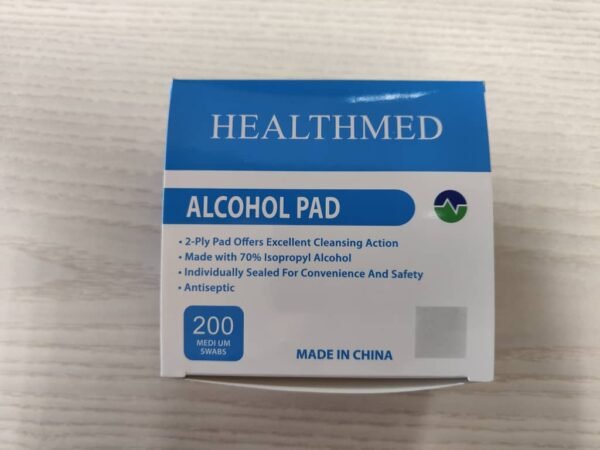 HEALTHMED
ALCOHOL PAD
• 2-Ply Pad Offers Excellent Cleansing Action
• Made with 70% Isopropyl Alcohol
• Individually Sealed For Convenience And Safety
• Antiseptic
200
MEDI UM
SWABS
MADE IN CHINA